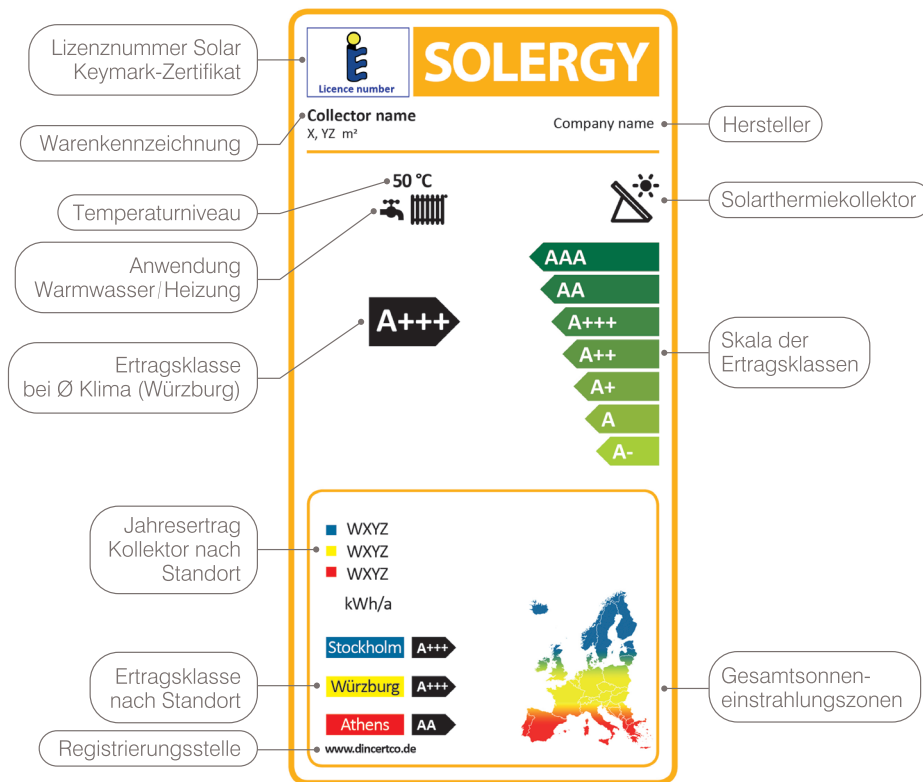 Lizenznummer Solar
Keymark-Zertifikat
Licence number
SOLERGY
Warenkennzeichnung
Collector name
X, YZ m²
Company name
Hersteller
Temperaturniveau
50 °C
Solarthermiekollektor
Anwendung
Warmwasser/Heizung
Ertragsklasse
bei Ø Klima (Würzburg)
A+++
AAA
AA
A+++
A++
A+
A
A-
Skala der
Ertragsklassen
Jahresertrag
Kollektor nach
Standort
WXYZ
WXYZ
WXYZ
kWh/a
Ertragsklasse
nach Standort
Stockholm A+++
Würzburg A+++
Athens AA
Gesamtsonnen-
einstrahlungszonen
Registrierungsstelle
www.dincertco.de